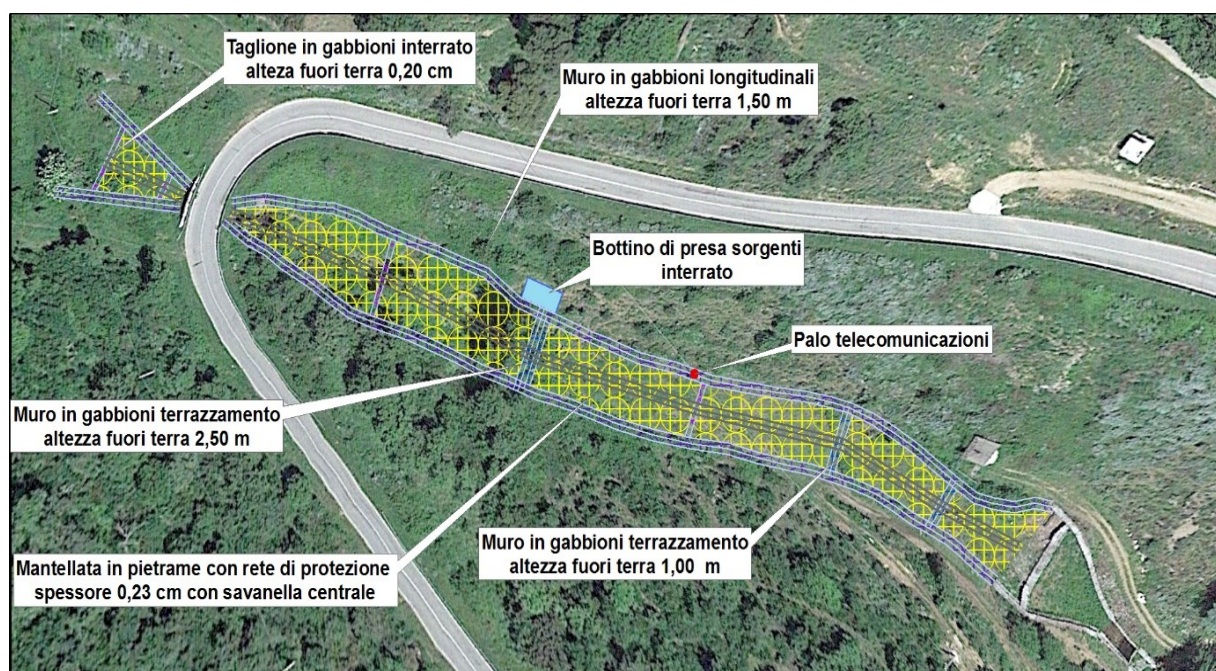 Taglione in gabbioni interrato
alteza fuori terra 0,20 cm
Muro in gabbioni longitudinali
altezza fuori terra 1,50 m
Bottino di presa sorgenti
interrato
Palo telecomunicazioni
Muro in gabbioni terrazzamento
altezza fuori terra 2,50 m
Muro in gabbioni terrazzamento
altezza fuori terra 1,00 m
Mantellata in pietrame con rete di protezione
spessore 0,23 cm con savanella centrale